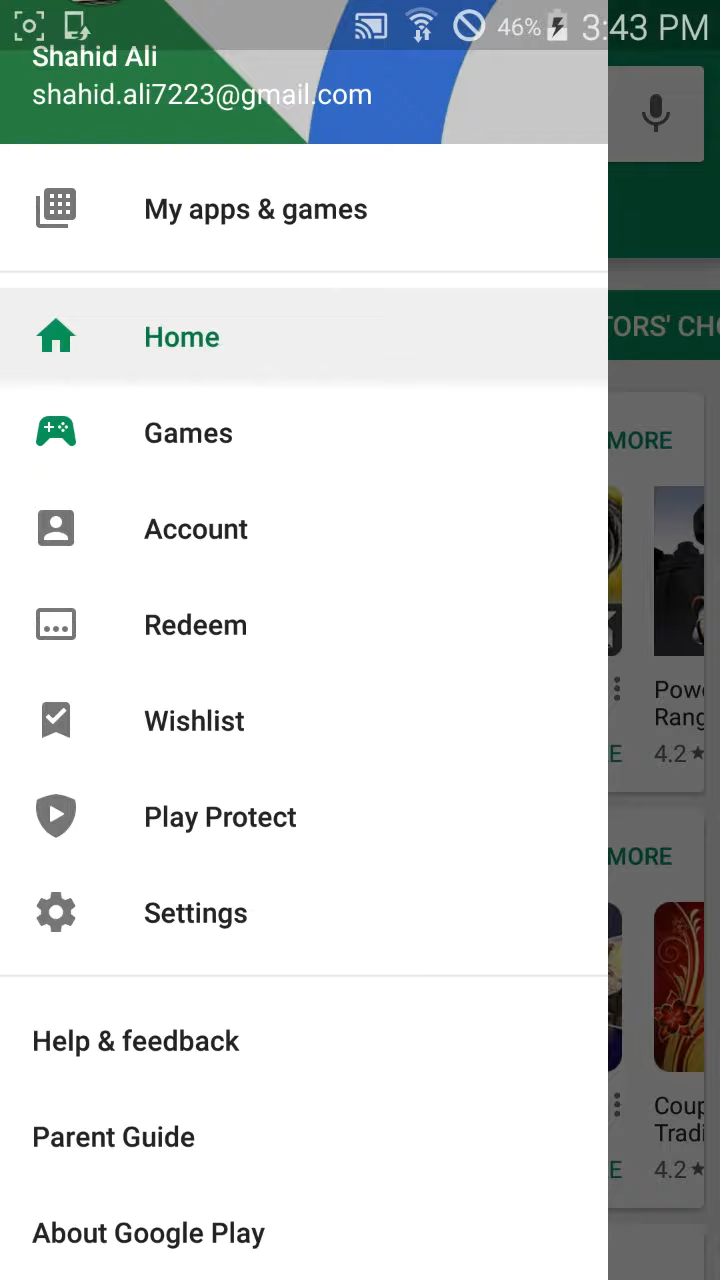 46%
3:43 PM
Shahid Ali
shahid.ali7223@gmail.com
My apps & games
Home
TORS' CHO
Games
MORE
Account
Redeem
Pow
Rang
Wishlist
E
4.2★
Play Protect
MORE
Settings
Help & feedback
Coup
Tradi
Parent Guide
E
4.2★
About Google Play